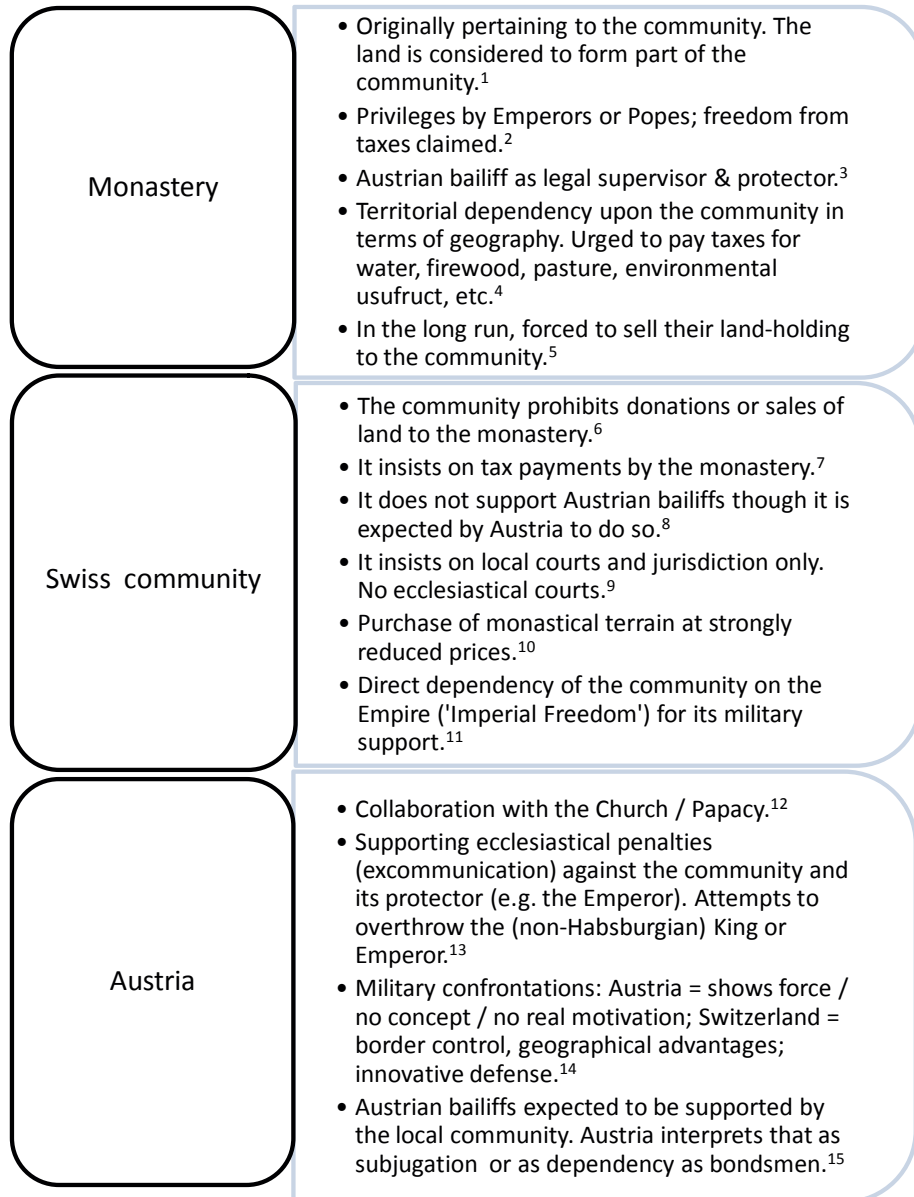 Monastery
• Originally pertaining to the community. The
land is considered to form part of the
community.¹
• Privileges by Emperors or Popes; freedom from
taxes claimed.²
• Austrian bailiff as legal supervisor & protector.³
• Territorial dependency upon the community in
terms of geography. Urged to pay taxes for
water, firewood, pasture, environmental
usufruct, etc.⁴
• In the long run, forced to sell their land-holding
to the community.⁵
Swiss community
• The community prohibits donations or sales of
land to the monastery.⁶
• It insists on tax payments by the monastery.⁷
• It does not support Austrian bailiffs though it is
expected by Austria to do so.⁸
• It insists on local courts and jurisdiction only.
No ecclesiastical courts.⁹
• Purchase of monastical terrain at strongly
reduced prices.¹⁰
• Direct dependency of the community on the
Empire ('Imperial Freedom') for its military
support.¹¹
Austria
• Collaboration with the Church / Papacy.¹²
• Supporting ecclesiastical penalties
(excommunication) against the community and
its protector (e.g. the Emperor). Attempts to
overthrow the (non-Habsburgian) King or
Emperor.¹³
• Military confrontations: Austria = shows force /
no concept / no real motivation; Switzerland =
border control, geographical advantages;
innovative defense.¹⁴
• Austrian bailiffs expected to be supported by
the local community. Austria interprets that as
subjugation or as dependency as bondsmen.¹⁵